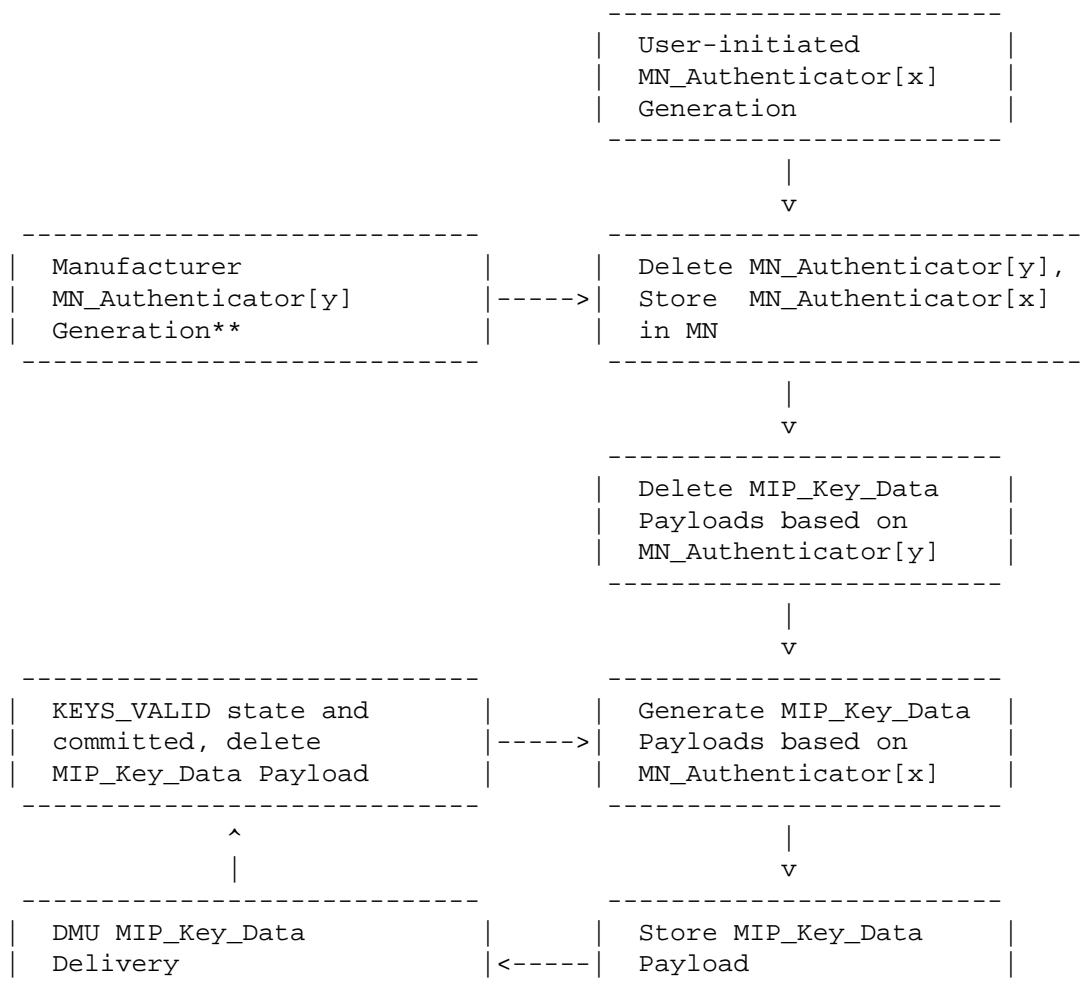 User-initiated
MN_Authenticator[x]
Generation
Manufacturer
MN_Authenticator[y]
Generation**
Delete MN_Authenticator[y],
Store  MN_Authenticator[x]
in MN
Delete MIP_Key_Data
Payloads based on
MN_Authenticator[y]
KEYS_VALID state and
committed, delete
MIP_Key_Data Payload
Generate MIP_Key_Data
Payloads based on
MN_Authenticator[x]
DMU MIP_Key_Data
Delivery
Store MIP_Key_Data
Payload